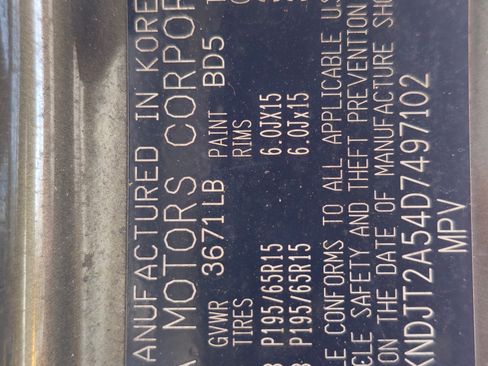 ANUFACTURED IN KORE
A MOTORS CORPOR
GVWR 3671LB PAINT BD5
TIRES RIMS
P195/65R15 6.0JX15
P195/65R15 6.0JX15
E CONFORMS TO ALL APPLICABLE U.S
CLE SAFETY AND THEFT PREVENTION
ON THE DATE OF MANUFACTURE SHO
KNDJT2A54D7497102
MPV